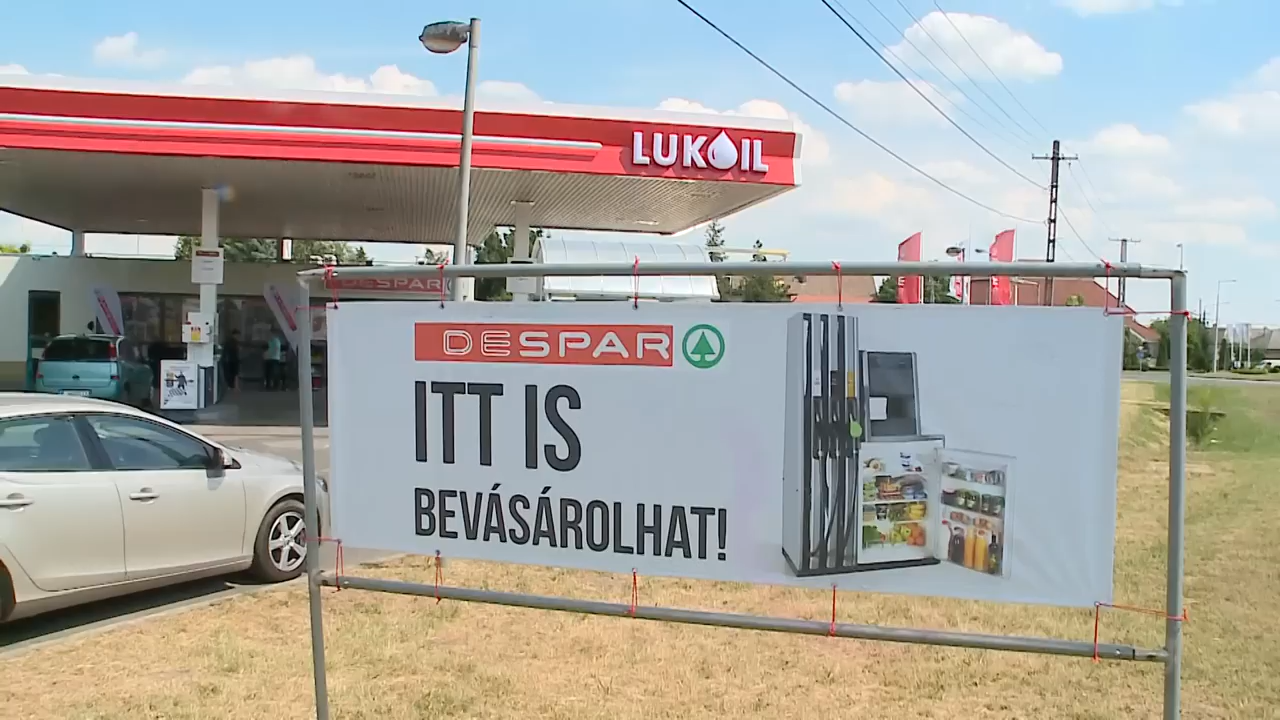 LUKOIL
DESPAR
DESPAR
ITT IS
BEVÁSÁROLHAT!